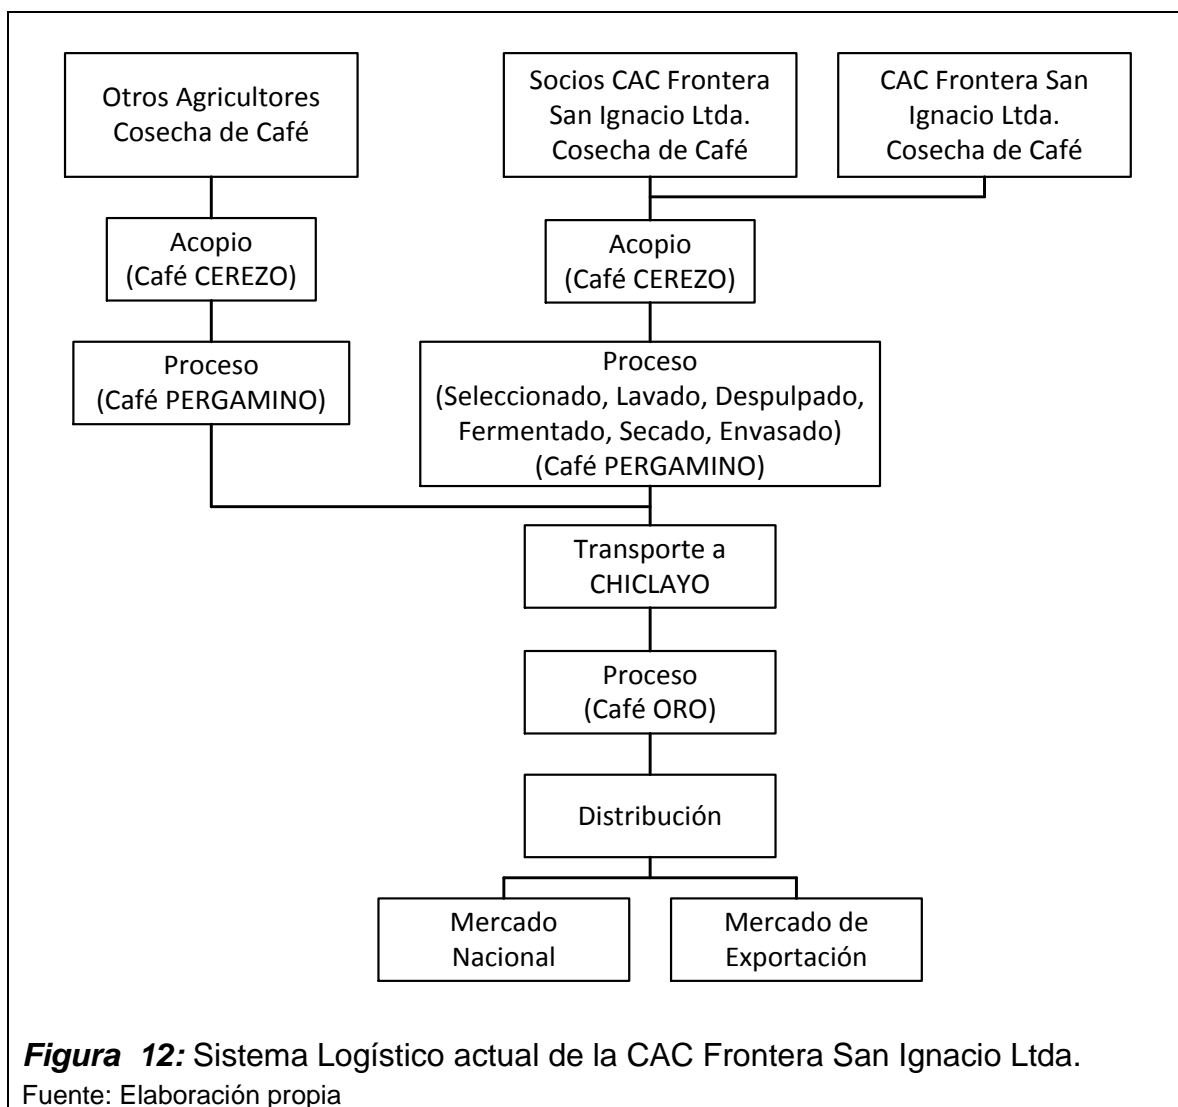 Otros Agricultores
Cosecha de Café
Socios CAC Frontera
San Ignacio Ltda.
Cosecha de Café
CAC Frontera San
Ignacio Ltda.
Cosecha de Café
Acopio
(Café CEREZO)
Acopio
(Café CEREZO)
Proceso
(Café PERGAMINO)
Proceso
(Seleccionado, Lavado, Despulpado,
Fermentado, Secado, Envasado)
(Café PERGAMINO)
Transporte a
CHICLAYO
Proceso
(Café ORO)
Distribución
Mercado
Nacional
Mercado de
Exportación
Figura 12: Sistema Logístico actual de la CAC Frontera San Ignacio Ltda.
Fuente: Elaboración propia